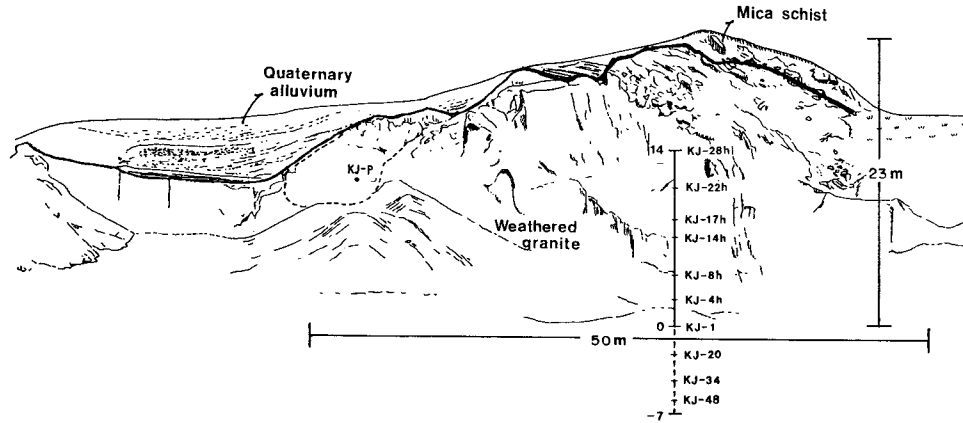 Mica schist
Quaternary
alluvium
KJ-P
14
KJ-28h
23 m
KJ-22h
Weathered
granite
KJ-17h
KJ-14h
KJ-8h
KJ-4h
0
KJ-1
50 m
KJ-20
KJ-34
KJ-48
-7